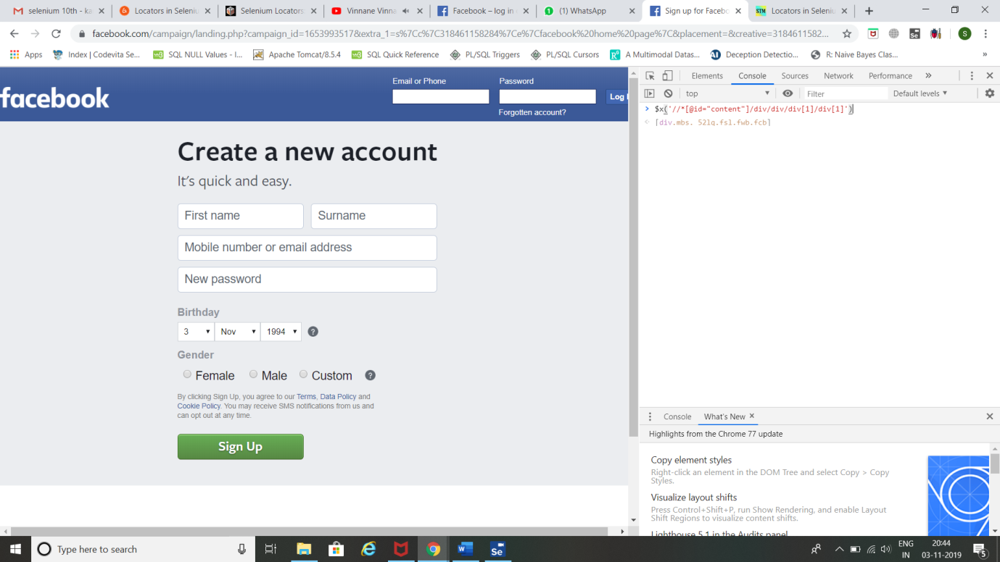 selenium 10th - ka
Locators in Seleniu
Selenium Locators:
Vinnane Vinna
Facebook – log in
(1) WhatsApp
Sign up for Facebo
Locators in Seleniu
facebook.com/campaign/landing.php?campaign_id=1653993517&extra_1=s%7Cc%7C318461158284%7Ce%7Cfacebook%20home%20page%7C&placement=&creative=3184611582...
Apps
Index | Codevita Se...
SQL NULL Values - I...
Apache Tomcat/8.5.4
SQL Quick Reference
PL/SQL Triggers
PL/SQL Cursors
A Multimodal Datas...
Deception Detectio...
R: Naive Bayes Clas...
facebook
Email or Phone
Password
Log I
Forgotten account?
Create a new account
It's quick and easy.
First name
Surname
Mobile number or email address
New password
Birthday
3 Nov 1994
Gender
Female Male Custom
By clicking Sign Up, you agree to our Terms, Data Policy and
Cookie Policy. You may receive SMS notifications from us and
can opt out at any time.
Sign Up
Elements Console Sources Network Performance
top
Filter
Default levels
$x('//*[@id="content"]/div/div/div[1]/div[1]')
[div.mbs._52lq.fsl.fwb.fcb]
Console What's New
Highlights from the Chrome 77 update
Copy element styles
Right-click an element in the DOM Tree and select Copy > Copy
Styles.
Visualize layout shifts
Press Control+Shift+P, run Show Rendering, and enable Layout
Shift Regions to visualize content shifts.
Lighthouse 5.1 in the Audits panel
Type here to search
ENG
IN
20:44
03-11-2019
5